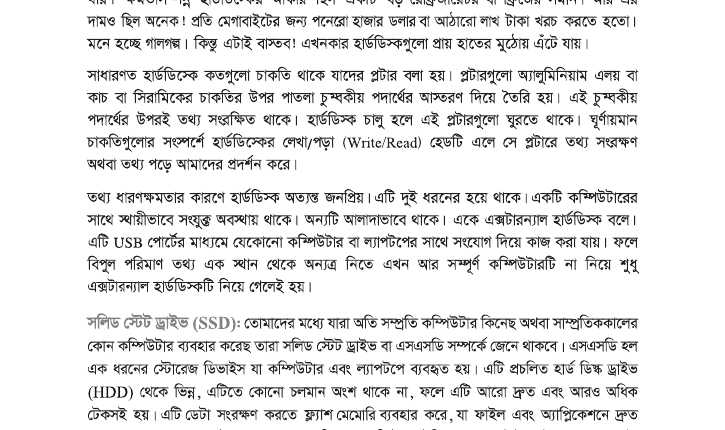 দামও ছিল অনেক! প্রতি মেগাবাইটের জন্য পনেরো হাজার ডলার বা আঠারো লাখ টাকা খরচ করতে হতো।
মনে হচ্ছে গালগল্প। কিন্তু এটাই বাস্তব! এখনকার হার্ডডিস্কগুলো প্রায় হাতের মুঠোয় এঁটে যায়।
সাধারণত হার্ডডিস্কে কতগুলো চাকতি থাকে যাদের প্লটার বলা হয়। প্লটারগুলো অ্যালুমিনিয়াম এলয় বা
কাচ বা সিরামিকের চাকতির উপর পাতলা চুম্বকীয় পদার্থের আস্তরণ দিয়ে তৈরি হয়। এই চুম্বকীয়
পদার্থের উপরই তথ্য সংরক্ষিত থাকে। হার্ডডিস্ক চালু হলে এই প্লটারগুলো ঘুরতে থাকে। ঘূর্ণায়মান
চাকতিগুলোর সংস্পর্শে হার্ডডিস্কের লেখা/পড়া (Write/Read) হেডটি এলে সে প্লটারে তথ্য সংরক্ষণ
অথবা তথ্য পড়ে আমাদের প্রদর্শন করে।
তথ্য ধারণক্ষমতার কারণে হার্ডডিস্ক অত্যন্ত জনপ্রিয়। এটি দুই ধরনের হয়ে থাকে। একটি কম্পিউটারের
সাথে স্থায়ীভাবে সংযুক্ত অবস্থায় থাকে। অন্যটি আলাদাভাবে থাকে। একে এক্সটারন্যাল হার্ডডিস্ক বলে।
এটি USB পোর্টের মাধ্যমে যেকোনো কম্পিউটার বা ল্যাপটপের সাথে সংযোগ দিয়ে কাজ করা যায়। ফলে
বিপুল পরিমাণ তথ্য এক স্থান থেকে অন্যত্র নিতে এখন আর সম্পূর্ণ কম্পিউটারটি না নিয়ে শুধু
এক্সটারন্যাল হার্ডডিস্কটি নিয়ে গেলেই হয়।
সলিড স্টেট ড্রাইভ (SSD): তোমাদের মধ্যে যারা অতি সম্প্রতি কম্পিউটার কিনেছ অথবা সাম্প্রতিককালের
কোন কম্পিউটার ব্যবহার করেছ তারা সলিড স্টেট ড্রাইভ বা এসএসডি সম্পর্কে জেনে থাকবে। এসএসডি হল
এক ধরনের স্টোরেজ ডিভাইস যা কম্পিউটার এবং ল্যাপটপে ব্যবহৃত হয়। এটি প্রচলিত হার্ড ডিস্ক ড্রাইভ
(HDD) থেকে ভিন্ন, এটিতে কোনো চলমান অংশ থাকে না, ফলে এটি আরো দ্রুত এবং আরও অধিক
টেকসই হয়। এটি ডেটা সংরক্ষণ করতে ফ্ল্যাশ মেমোরি ব্যবহার করে, যা ফাইল এবং অ্যাপ্লিকেশনে দ্রুত